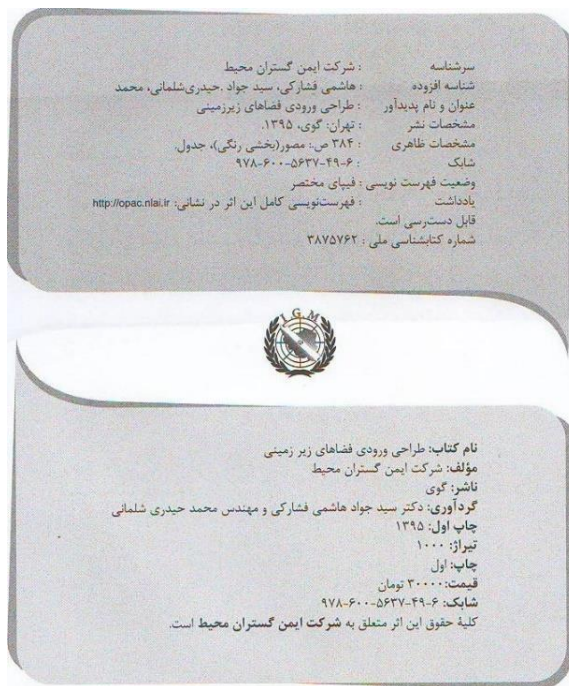 سرشناسه : شرکت ایمن گستران محیط
شناسه افزوده : هاشمی فشارکی، سید جواد .حیدری‌شلمانی، محمد
عنوان و نام پدیدآور : طراحی ورودی فضاهای زیرزمینی
مشخصات نشر : تهران: گوی، ۱۳۹۵.
مشخصات ظاهری : ۳۸۴ ص.: مصور(بخشی رنگی)، جدول.
شابک : ۹۷۸-۶۰۰-۵۶۳۷-۴۹-۶
وضعیت فهرست نویسی : فیپای مختصر
یادداشت : فهرست‌نویسی کامل این اثر در نشانی: http://opac.nlai.ir
قابل دسترسی است.
شماره کتابشناسی ملی : ۳۸۷۵۷۶۲
I G M
نام کتاب: طراحی ورودی فضاهای زیر زمینی
مؤلف: شرکت ایمن گستران محیط
ناشر: گوی
گردآوری: دکتر سید جواد هاشمی فشارکی و مهندس محمد حیدری شلمانی
چاپ اول: ۱۳۹۵
تیراژ: ۱۰۰۰
چاپ: اول
قیمت: ۳۰۰۰۰ تومان
شابک: ۹۷۸-۶۰۰-۵۶۳۷-۴۹-۶
کلیهٔ حقوق این اثر متعلق به شرکت ایمن گستران محیط است.